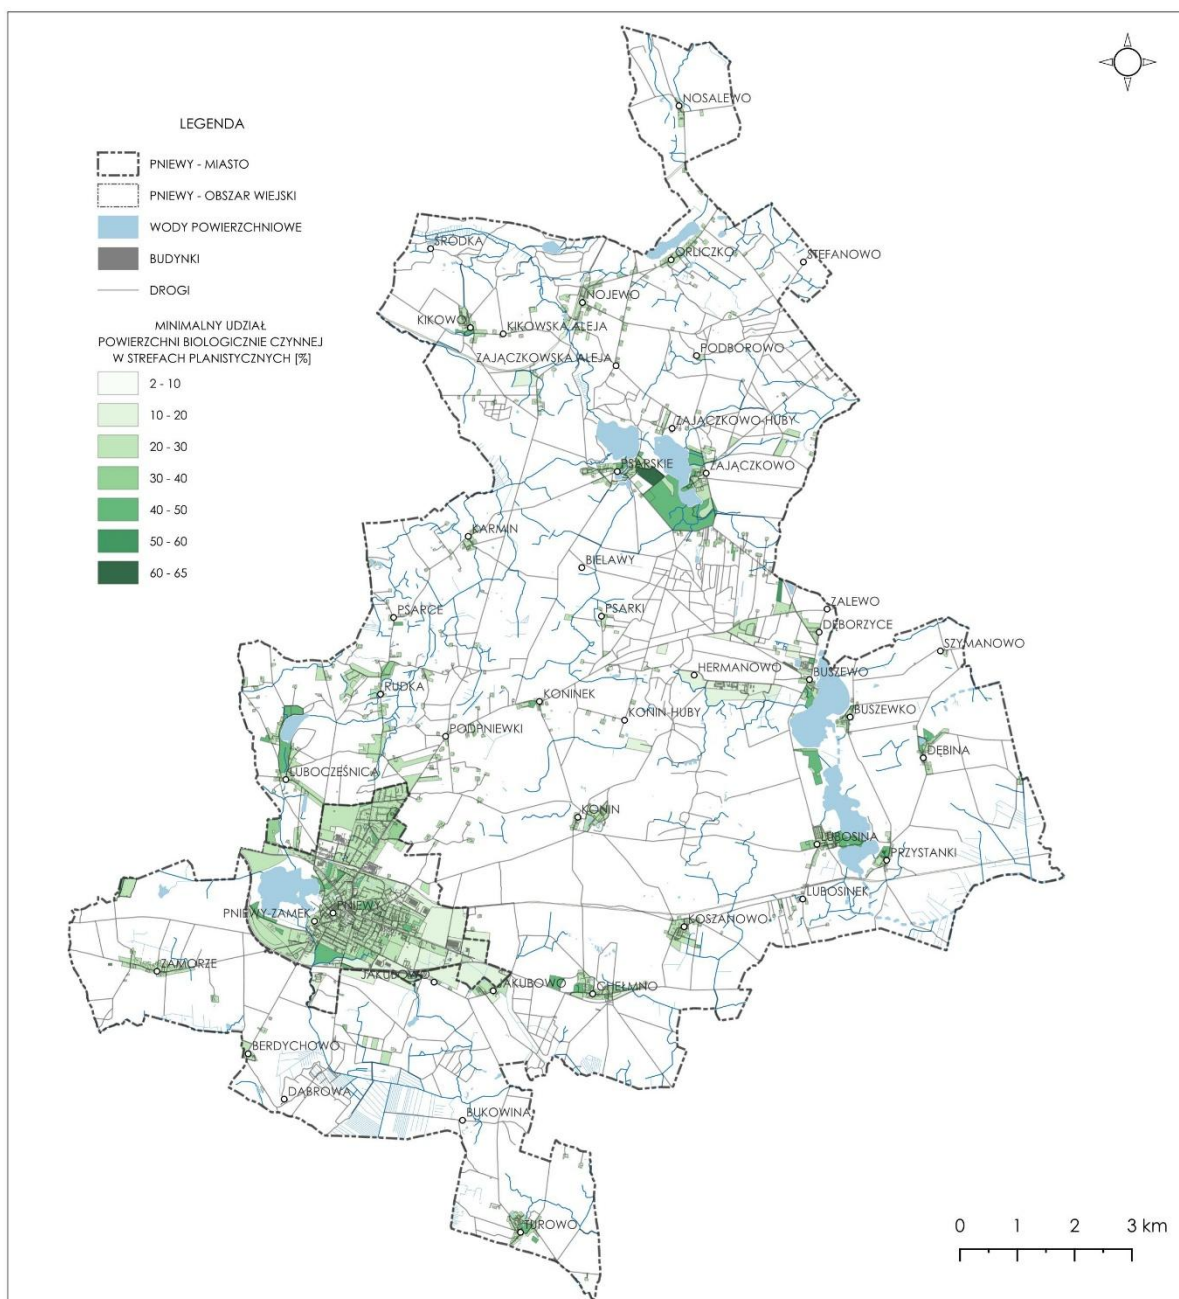 LEGENDA
PNIEWY - MIASTO
PNIEWY - OBSZAR WIEJSKI
WODY POWIERZCHNIOWE
BUDYNKI
DROGI
MINIMALNY UDZIAŁ
POWIERZCHNI BIOLOGICZNIE CZYNNEJ
W STREFACH PLANISTYCZNYCH [%]
2 - 10
10 - 20
20 - 30
30 - 40
40 - 50
50 - 60
60 - 65
NOSALEWO
ŚRÓDKA
ORLICZKO
STEFANOWO
NOJEWO
KIKOWO
KIKOWSKA ALEJA
ZAJĄCZKOWSKA ALEJA
PODBOROWO
ZAJĄCZKOWO-HUBY
PSARSKIE
ZAJĄCZKOWO
KARMIN
BIELAWY
PSARCE
PSARKI
ZALEWO
DĘBORZYCE
SZYMANOWO
HERMANOWO
BUSZEWO
RUDKA
KONINEK
KONIN-HUBY
BUSZEWKO
PODPNIEWKI
DĘBINA
LUBOCZEŚNICA
KONIN
LUBOSINA
PRZYSTANKI
LUBOSINEK
PNIEWY
PNIEWY-ZAMEK
KOSZANOWO
ZAMORZE
JAKUBOWO
JAKUBOWO
CHEŁMNO
BERDYCHOWO
DĄBROWA
BUKOWINA
TUROWO
0 1 2 3 km